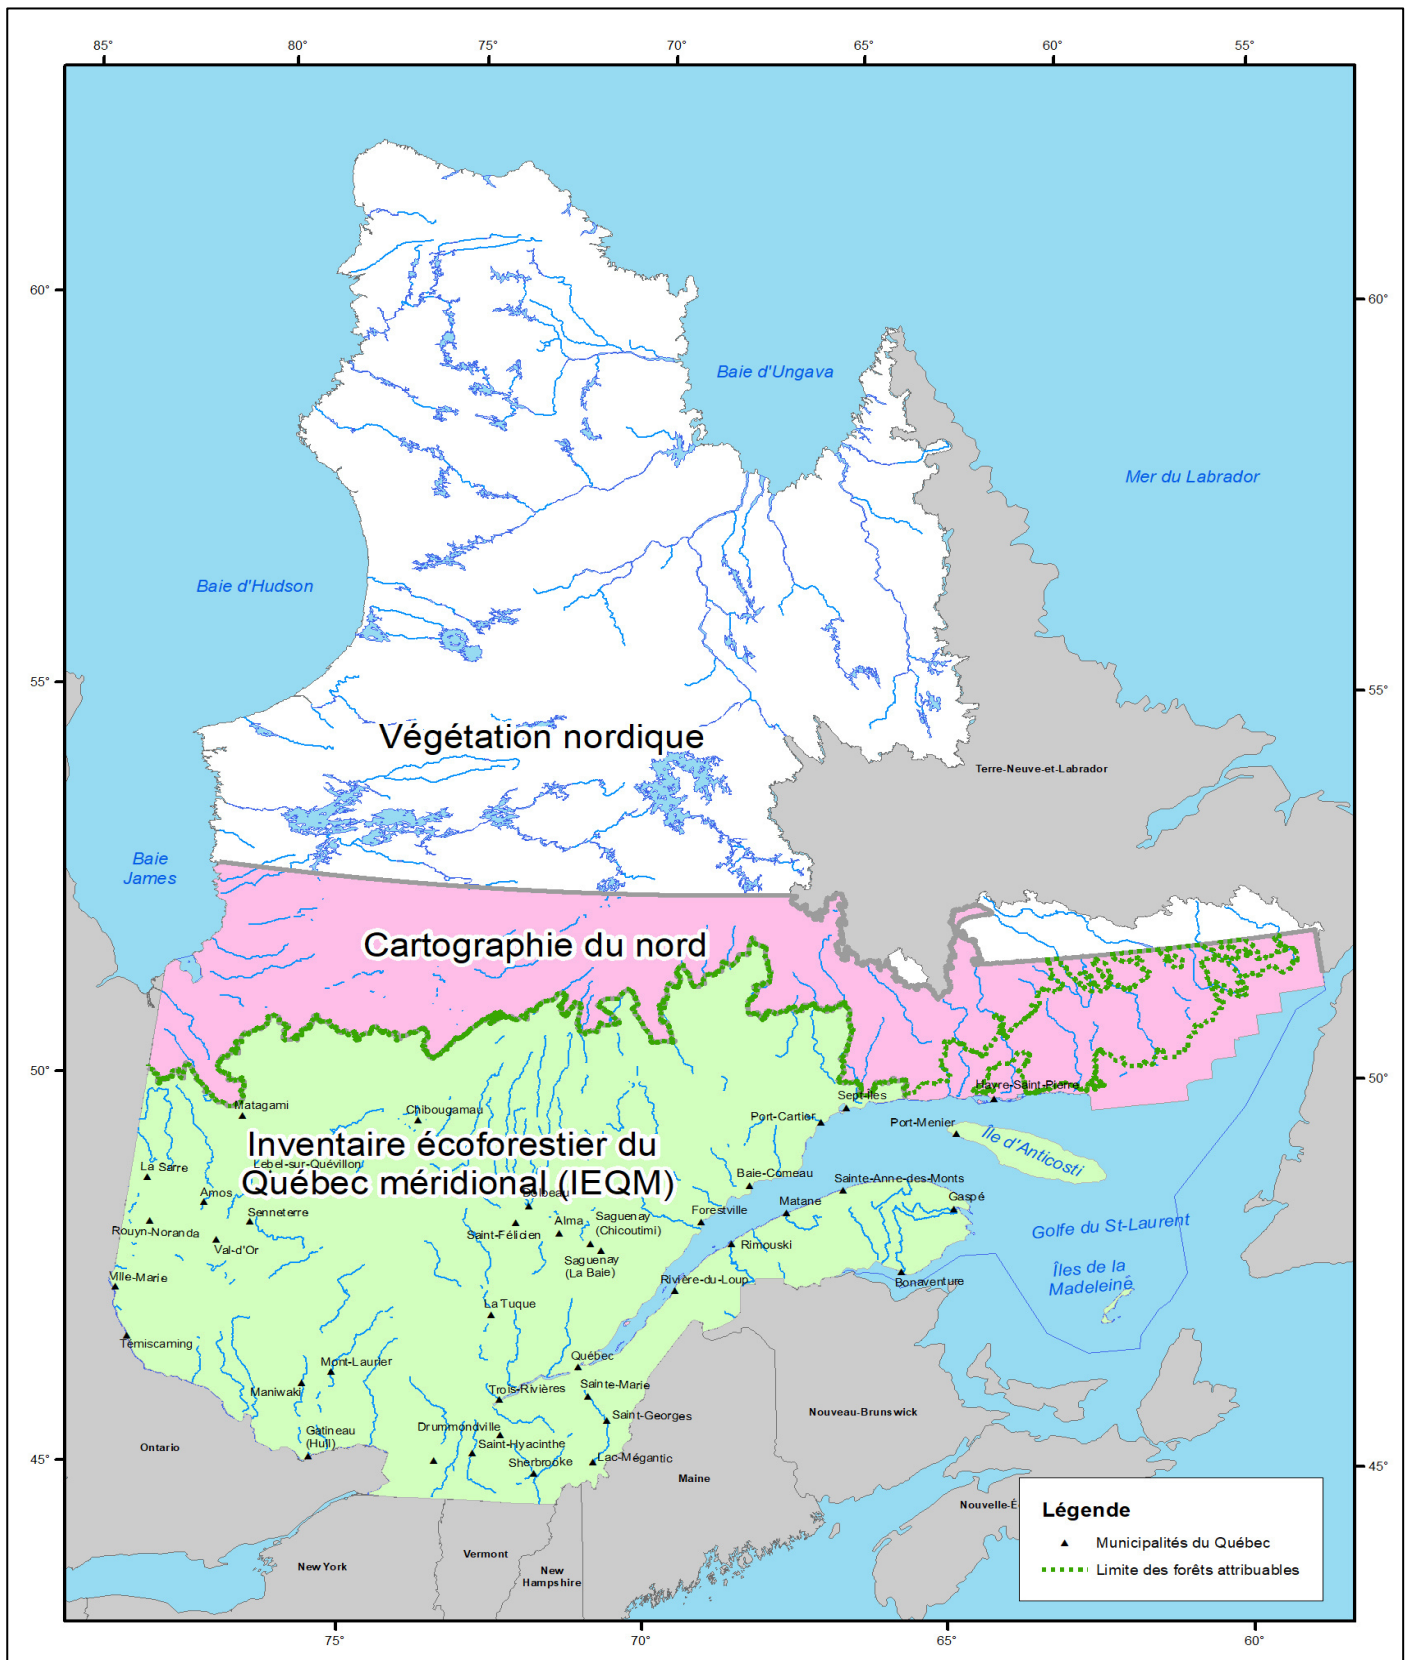 85°
80°
75°
70°
65°
60°
55°
60°
60°
Baie d'Ungava
Mer du Labrador
Baie d'Hudson
55°
55°
Végétation nordique
Terre-Neuve-et-Labrador
Baie
James
Cartographie du nord
50°
50°
Havre-Saint-Pierre
Sept-Îles
Matagami
Chibougamau
Port-Cartier
Port-Menier
Île d'Anticosti
Inventaire écoforestier du
Québec méridional (IEQM)
La Sarre
Lebel-sur-Quévillon
Baie-Comeau
Sainte-Anne-des-Monts
Amos
Dolbeau
Matane
Gaspé
Senneterre
Forestville
Rouyn-Noranda
Saint-Félicien
Alma
Saguenay
(Chicoutimi)
Val-d'Or
Rimouski
Golfe du St-Laurent
Saguenay
(La Baie)
Ville-Marie
Rivière-du-Loup
Bonaventure
Îles de la
Madeleine
La Tuque
Témiscaming
Mont-Laurier
Québec
Maniwaki
Trois-Rivières
Sainte-Marie
Saint-Georges
Nouveau-Brunswick
Gatineau
(Hull)
Drummondville
Saint-Hyacinthe
Ontario
Sherbrooke
Lac-Mégantic
45°
45°
Maine
Nouvelle-É
Légende
Municipalités du Québec
Limite des forêts attribuables
New York
Vermont
New
Hampshire
75°
70°
65°
60°